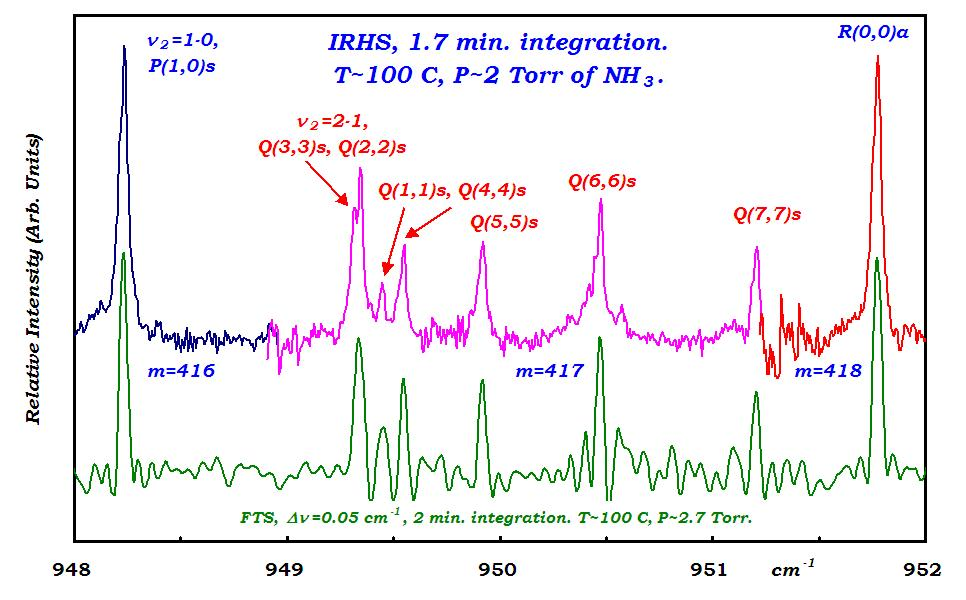 ν₂=1-0,
P(1,0)s
IRHS, 1.7 min. integration.
T~100 C, P~2 Torr of NH₃.
R(0,0)a
ν₂=2-1,
Q(3,3)s, Q(2,2)s
Q(1,1)s, Q(4,4)s
Q(5,5)s
Q(6,6)s
Q(7,7)s
Relative Intensity (Arb. Units)
m=416
m=417
m=418
FTS, Δν=0.05 cm⁻¹, 2 min. integration. T~100 C, P~2.7 Torr.
948 949 950 951 cm⁻¹ 952